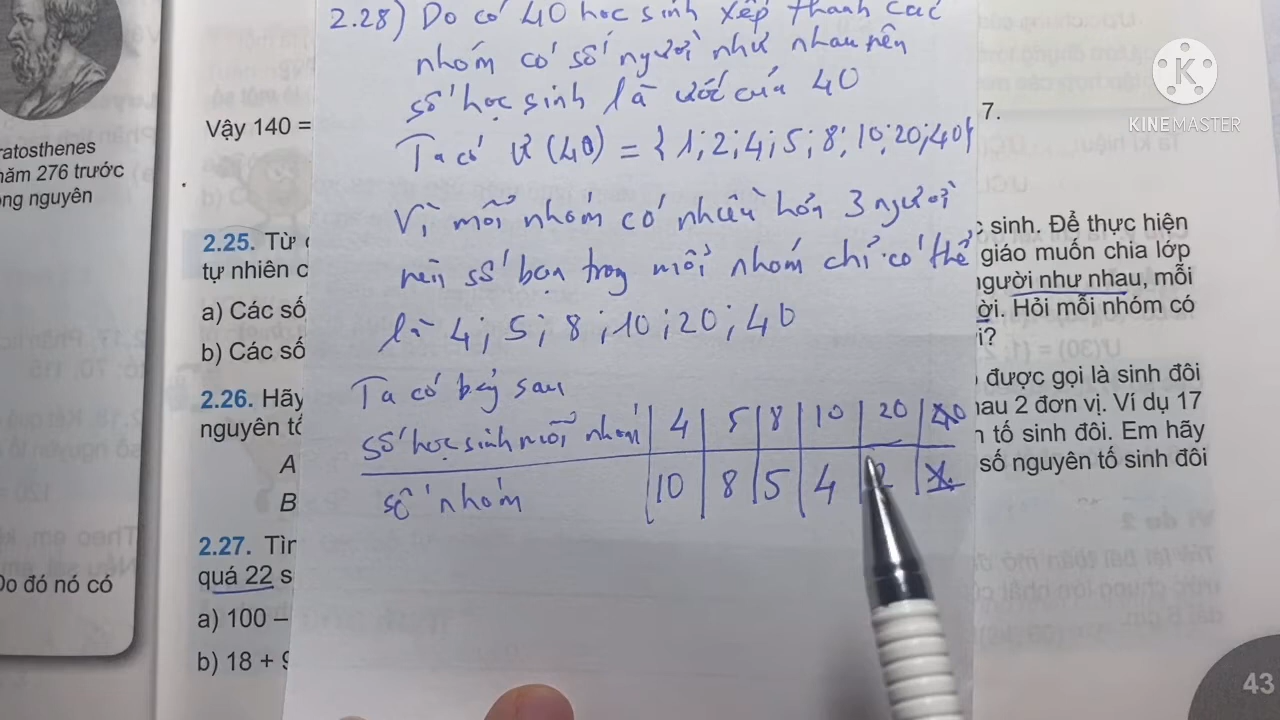 2.28) Do có 40 học sinh xếp thành các
nhóm có số người như nhau nên
số học sinh là ước của 40
Ta có Ư(40) = { 1; 2; 4; 5; 8; 10; 20; 40}
Vì mỗi nhóm có nhiều hơn 3 người
nên số bạn trong mỗi nhóm chỉ có thể
là 4; 5; 8; 10; 20; 40
Ta có bảng sau
số học sinh mỗi nhóm 4 5 8 10 20 40
số nhóm 10 8 5 4 2
KINEMASTER
ratosthenes
năm 276 trước
ng nguyên
Do đó nó có
Vậy 140 =
7.
2.25. Từ
tự nhiên c
a) Các số
b) Các số
2.26. Hãy
nguyên tố
A
B
2.27. Tìn
quá 22 s
a) 100 –
b) 18 + 9
sinh. Để thực hiện
giáo muốn chia lớp
người như nhau, mỗi
ời. Hỏi mỗi nhóm có
i?
được gọi là sinh đôi
nau 2 đơn vị. Ví dụ 17
tố sinh đôi. Em hãy
số nguyên tố sinh đôi
43